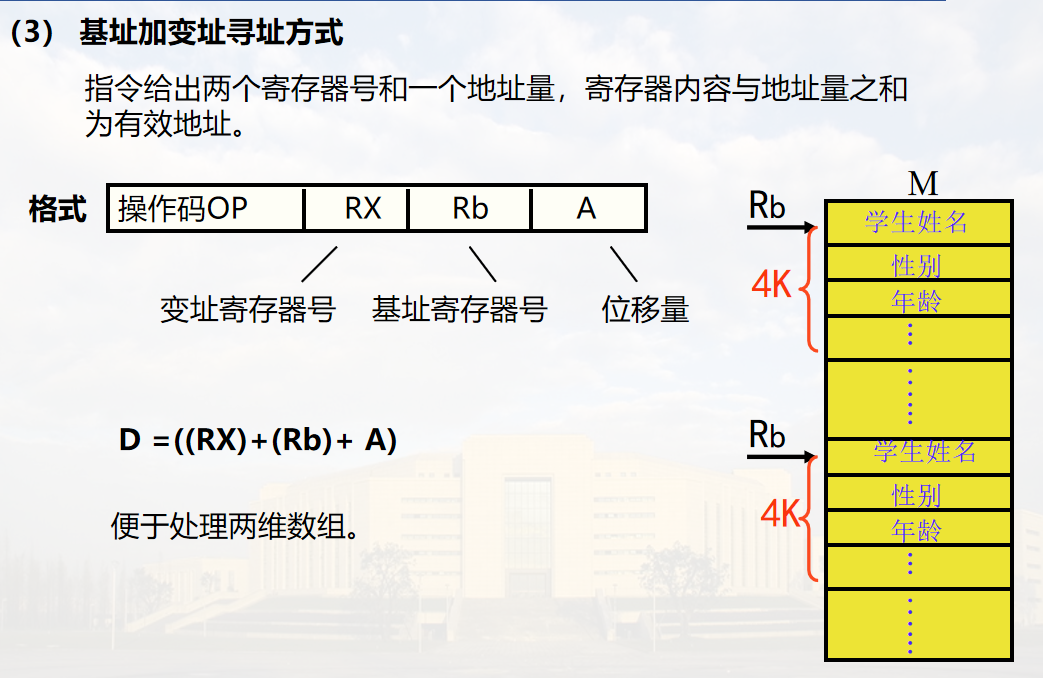 （3） 基址加变址寻址方式
指令给出两个寄存器号和一个地址量，寄存器内容与地址量之和
为有效地址。
格式
操作码OP RX Rb A
变址寄存器号 基址寄存器号 位移量
D =((RX)+(Rb)+ A)
便于处理两维数组。
M
Rb
学生姓名
性别
4K
年龄
⋮
⋮
Rb
学生姓名
性别
4K
年龄
⋮
⋮